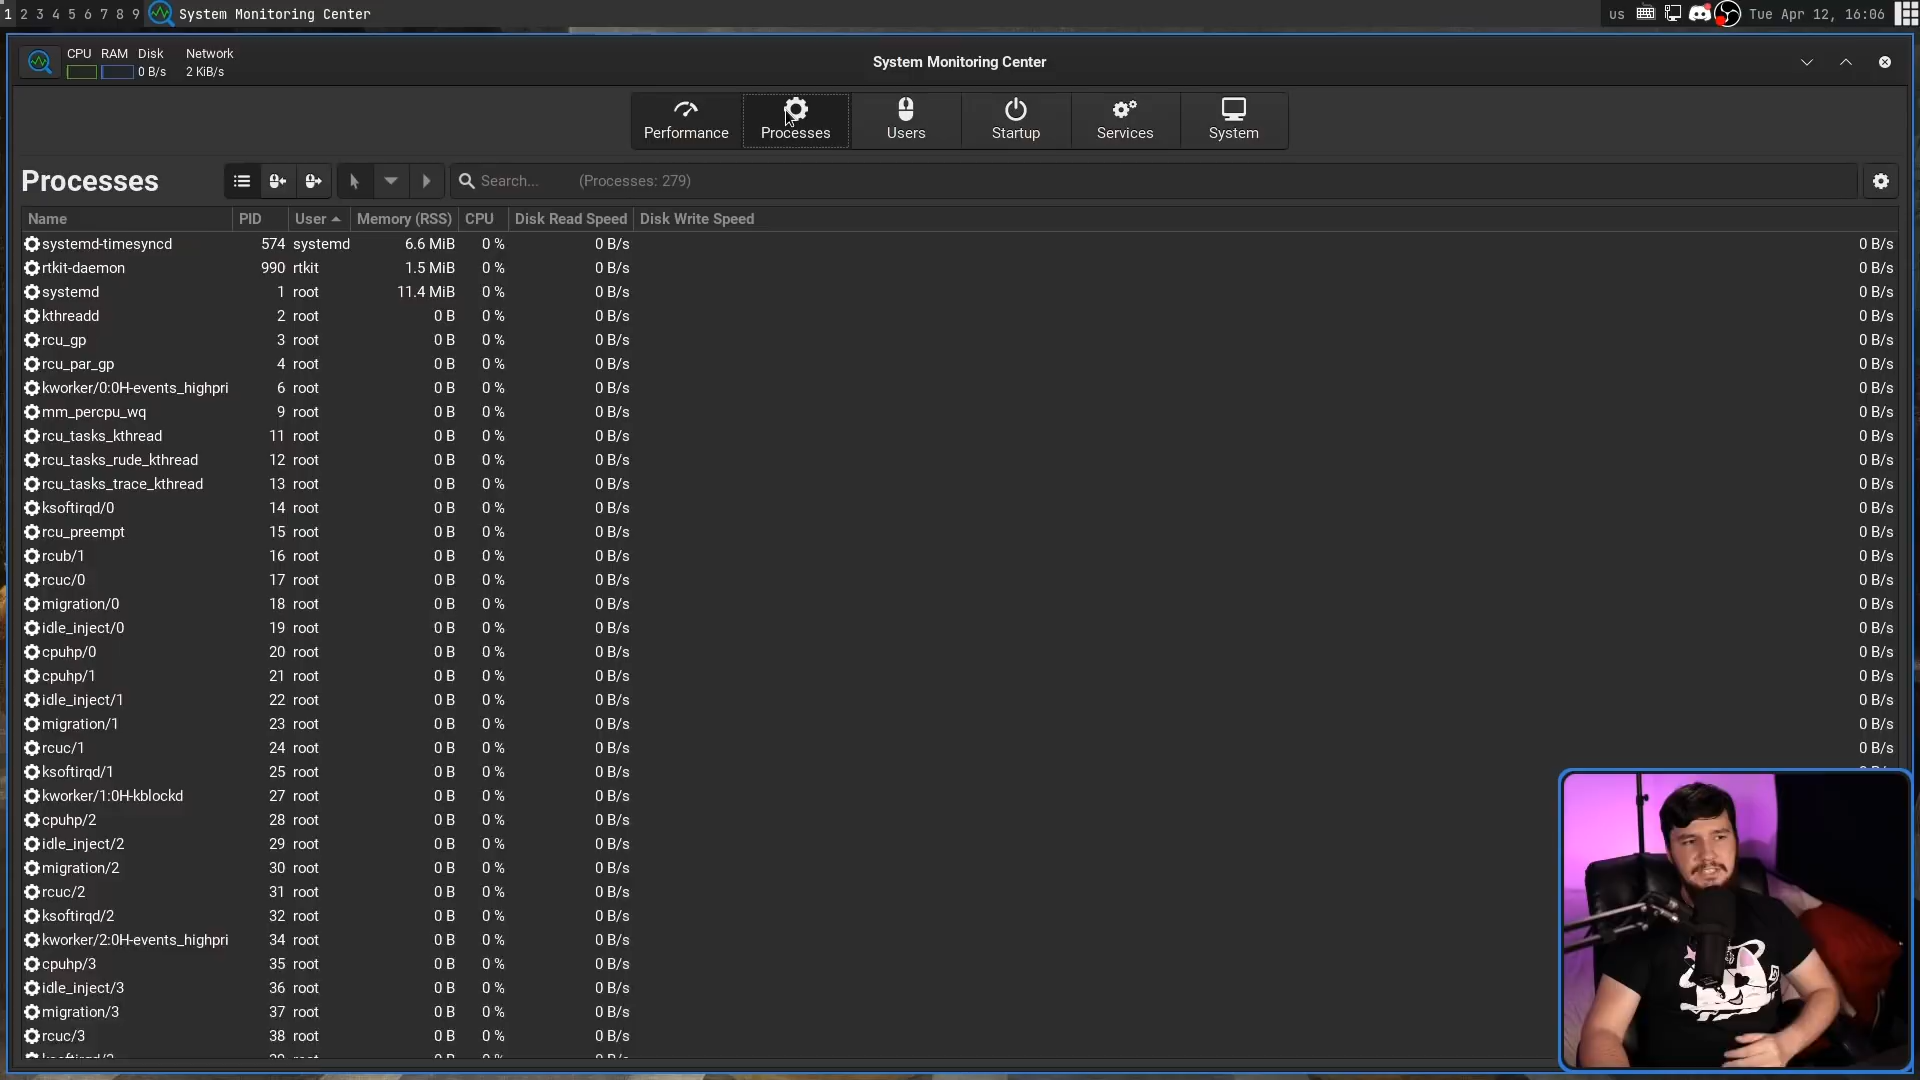 1 2 3 4 5 6 7 8 9 System Monitoring Center us Tue Apr 12, 16:06
CPU RAM Disk Network
0 B/s 2 KiB/s
System Monitoring Center
Performance Processes Users Startup Services System
Processes Search... (Processes: 279)
Name PID User Memory (RSS) CPU Disk Read Speed Disk Write Speed
systemd-timesyncd 574 systemd 6.6 MiB 0 % 0 B/s 0 B/s
rtkit-daemon 990 rtkit 1.5 MiB 0 % 0 B/s 0 B/s
systemd 1 root 11.4 MiB 0 % 0 B/s 0 B/s
kthreadd 2 root 0 B 0 % 0 B/s 0 B/s
rcu_gp 3 root 0 B 0 % 0 B/s 0 B/s
rcu_par_gp 4 root 0 B 0 % 0 B/s 0 B/s
kworker/0:0H-events_highpri 6 root 0 B 0 % 0 B/s 0 B/s
mm_percpu_wq 9 root 0 B 0 % 0 B/s 0 B/s
rcu_tasks_kthread 11 root 0 B 0 % 0 B/s 0 B/s
rcu_tasks_rude_kthread 12 root 0 B 0 % 0 B/s 0 B/s
rcu_tasks_trace_kthread 13 root 0 B 0 % 0 B/s 0 B/s
ksoftirqd/0 14 root 0 B 0 % 0 B/s 0 B/s
rcu_preempt 15 root 0 B 0 % 0 B/s 0 B/s
rcub/1 16 root 0 B 0 % 0 B/s 0 B/s
rcuc/0 17 root 0 B 0 % 0 B/s 0 B/s
migration/0 18 root 0 B 0 % 0 B/s 0 B/s
idle_inject/0 19 root 0 B 0 % 0 B/s 0 B/s
cpuhp/0 20 root 0 B 0 % 0 B/s 0 B/s
cpuhp/1 21 root 0 B 0 % 0 B/s 0 B/s
idle_inject/1 22 root 0 B 0 % 0 B/s 0 B/s
migration/1 23 root 0 B 0 % 0 B/s 0 B/s
rcuc/1 24 root 0 B 0 % 0 B/s 0 B/s
ksoftirqd/1 25 root 0 B 0 % 0 B/s
kworker/1:0H-kblockd 27 root 0 B 0 % 0 B/s
cpuhp/2 28 root 0 B 0 % 0 B/s
idle_inject/2 29 root 0 B 0 % 0 B/s
migration/2 30 root 0 B 0 % 0 B/s
rcuc/2 31 root 0 B 0 % 0 B/s
ksoftirqd/2 32 root 0 B 0 % 0 B/s
kworker/2:0H-events_highpri 34 root 0 B 0 % 0 B/s
cpuhp/3 35 root 0 B 0 % 0 B/s
idle_inject/3 36 root 0 B 0 % 0 B/s
migration/3 37 root 0 B 0 % 0 B/s
rcuc/3 38 root 0 B 0 % 0 B/s